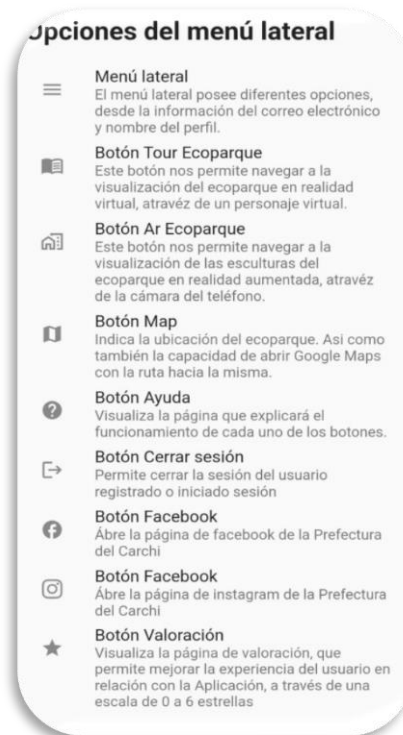 Opciones del menú lateral
Menú lateral
El menú lateral posee diferentes opciones,
desde la información del correo electrónico
y nombre del perfil.
Botón Tour Ecoparque
Este botón nos permite navegar a la
visualización del ecoparque en realidad
virtual, atravéz de un personaje virtual.
Botón Ar Ecoparque
Este botón nos permite navegar a la
visualización de las esculturas del
ecoparque en realidad aumentada, atravéz
de la cámara del teléfono.
Botón Map
Indica la ubicación del ecoparque. Asi como
también la capacidad de abrir Google Maps
con la ruta hacia la misma.
Botón Ayuda
Visualiza la página que explicará el
funcionamiento de cada uno de los botones.
Botón Cerrar sesión
Permite cerrar la sesión del usuario
registrado o iniciado sesión
Botón Facebook
Ábre la página de facebook de la Prefectura
del Carchi
Botón Facebook
Ábre la página de instagram de la Prefectura
del Carchi
Botón Valoración
Visualiza la página de valoración, que
permite mejorar la experiencia del usuario en
relación con la Aplicación, a través de una
escala de 0 a 6 estrellas